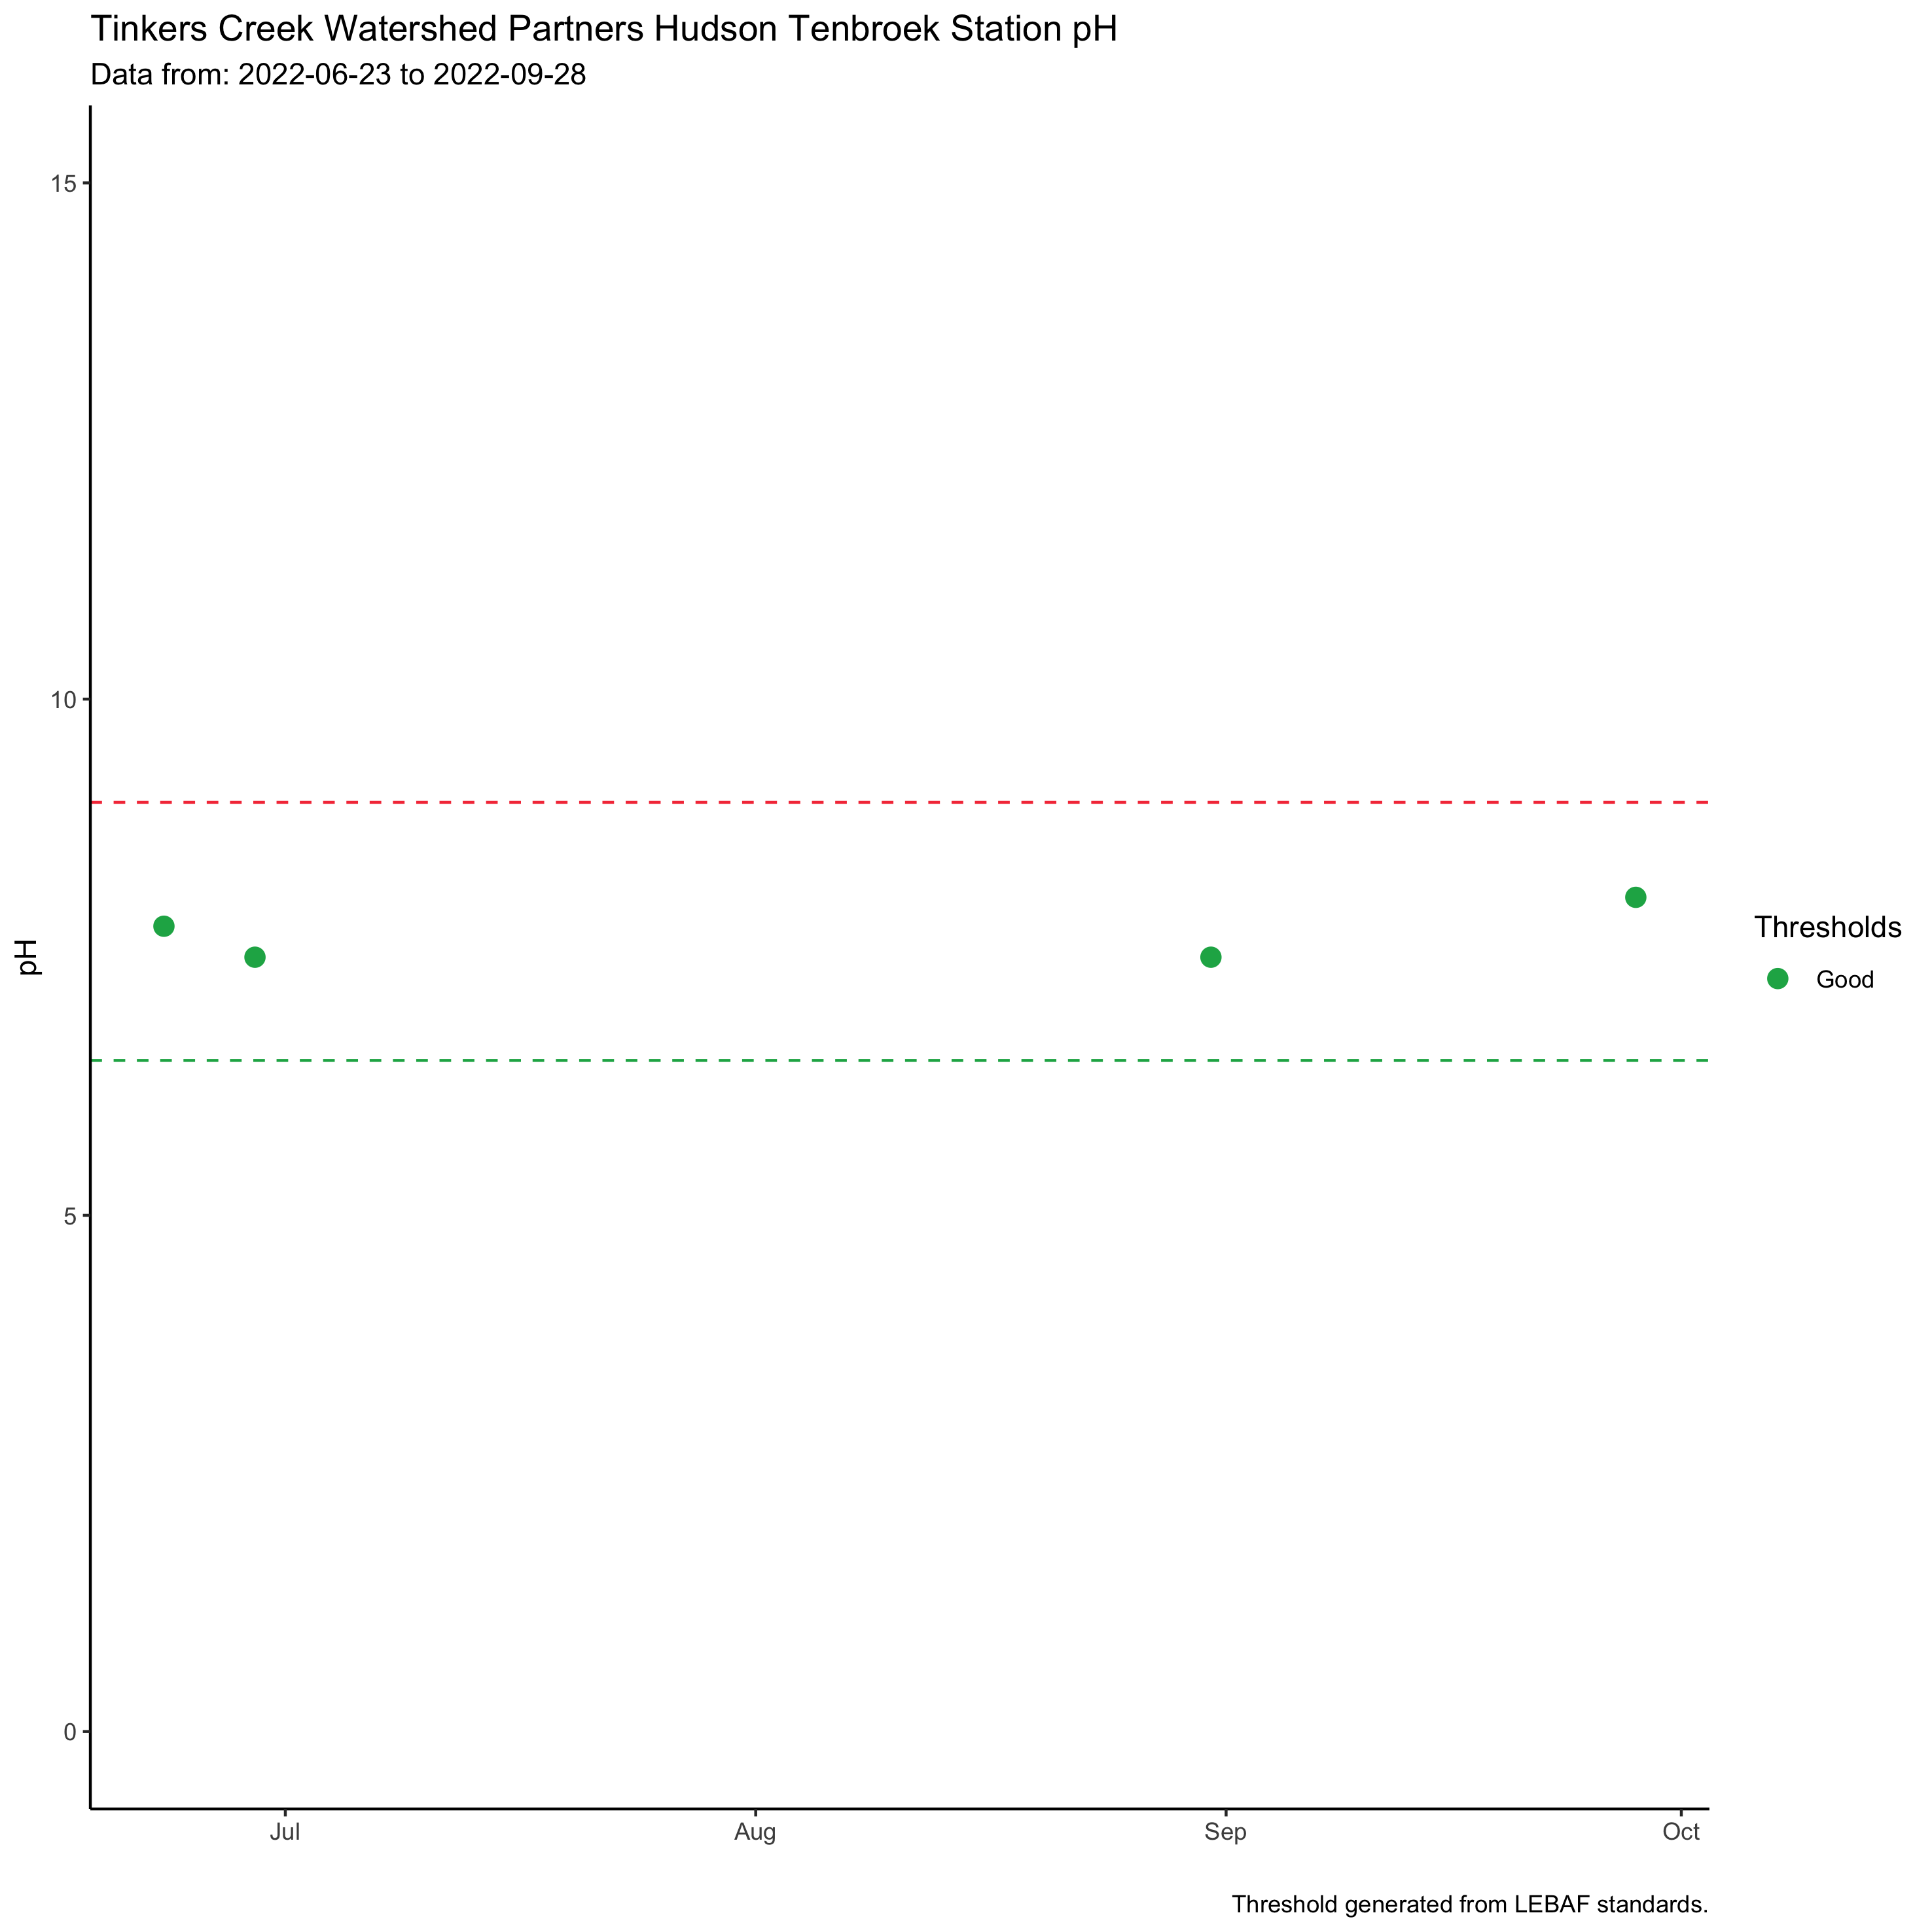 Tinkers Creek Watershed Partners Hudson Tenbroek Station pH
Data from: 2022-06-23 to 2022-09-28
15
10
5
0
pH
Jul Aug Sep Oct
Thresholds
Good
Threshold generated from LEBAF standards.